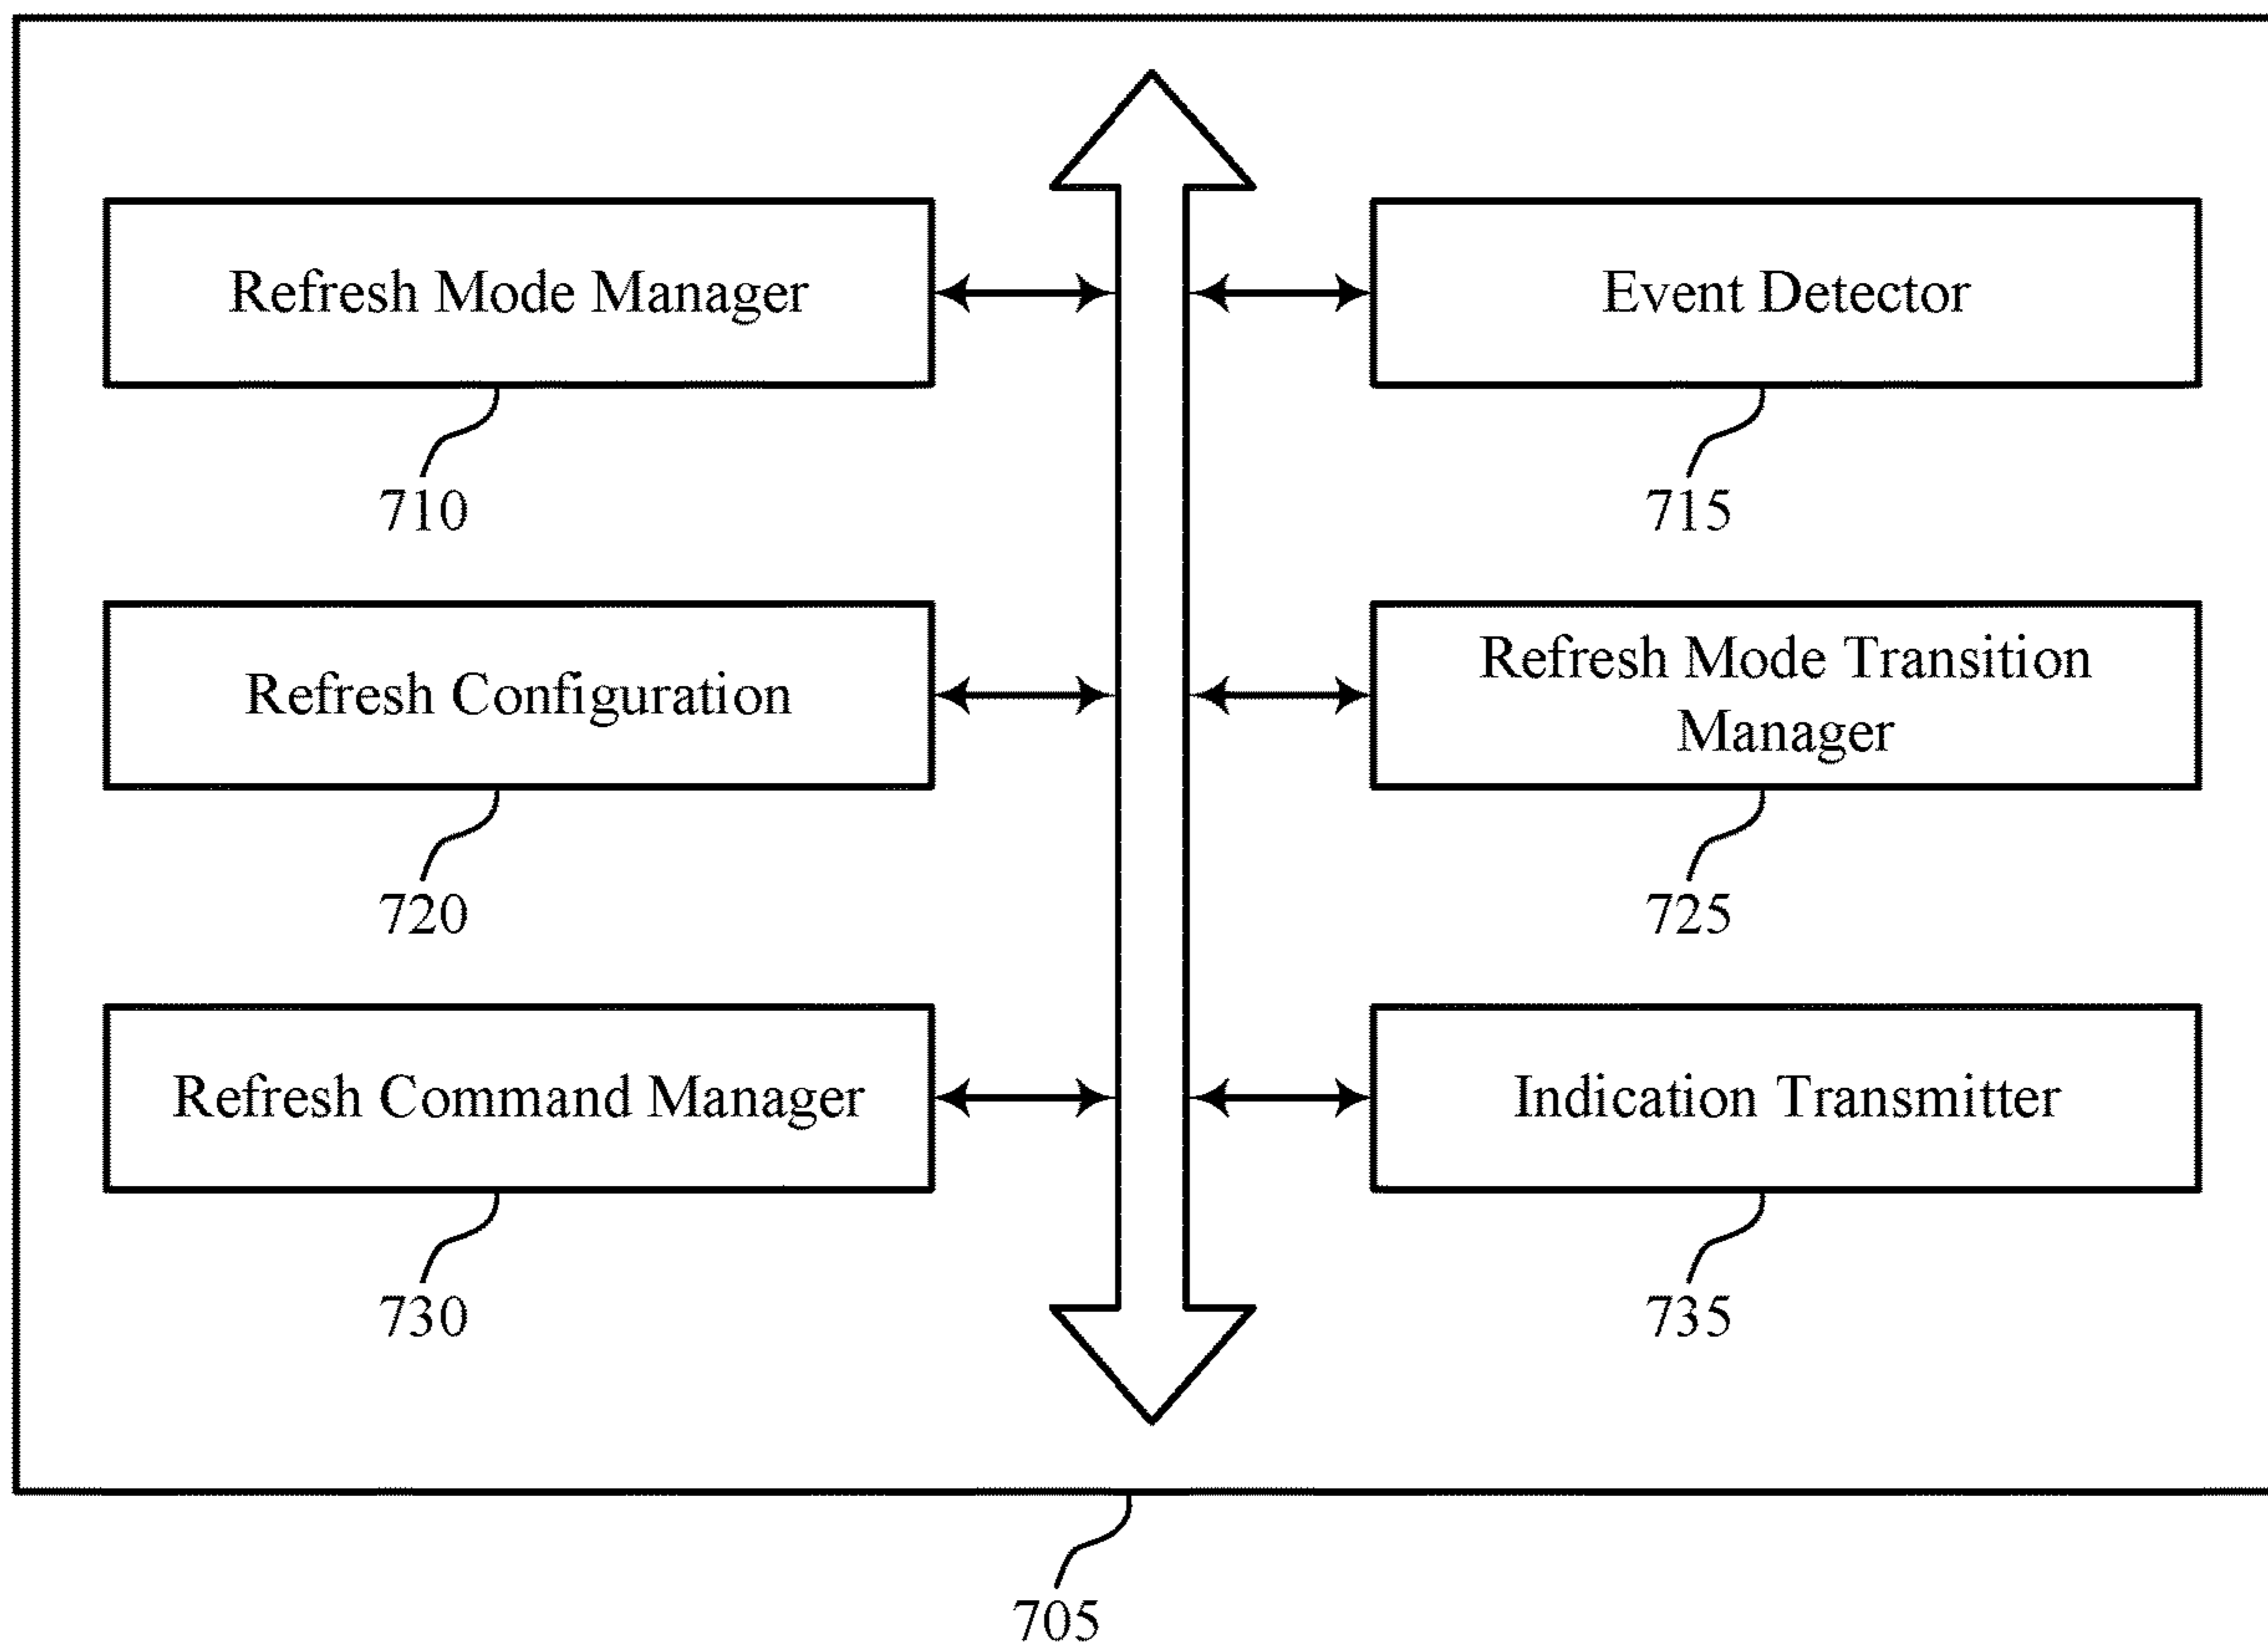 Refresh Mode Manager
Event Detector
710
715
Refresh Configuration
Refresh Mode Transition
Manager
720
725
Refresh Command Manager
Indication Transmitter
730
735
705